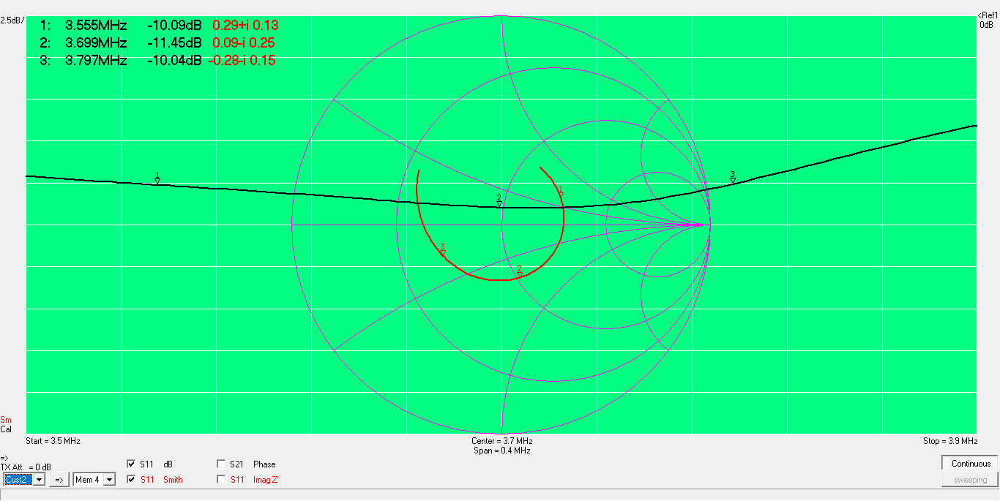 2.5dB/
<Ref1
0dB
1: 3.555MHz -10.09dB 0.29+i 0.13
2: 3.699MHz -11.45dB 0.09-i 0.25
3: 3.797MHz -10.04dB -0.28-i 0.15
1
2
3
1
2
3
Sm
Cal
Start = 3.5 MHz
Center = 3.7 MHz
Stop = 3.9 MHz
Span = 0.4 MHz
=>
TX Att. = 0 dB
S11 dB
S21 Phase
Continuous
Cust2
=>
Mem 4
S11 Smith
S11 Imag Z
sweeping